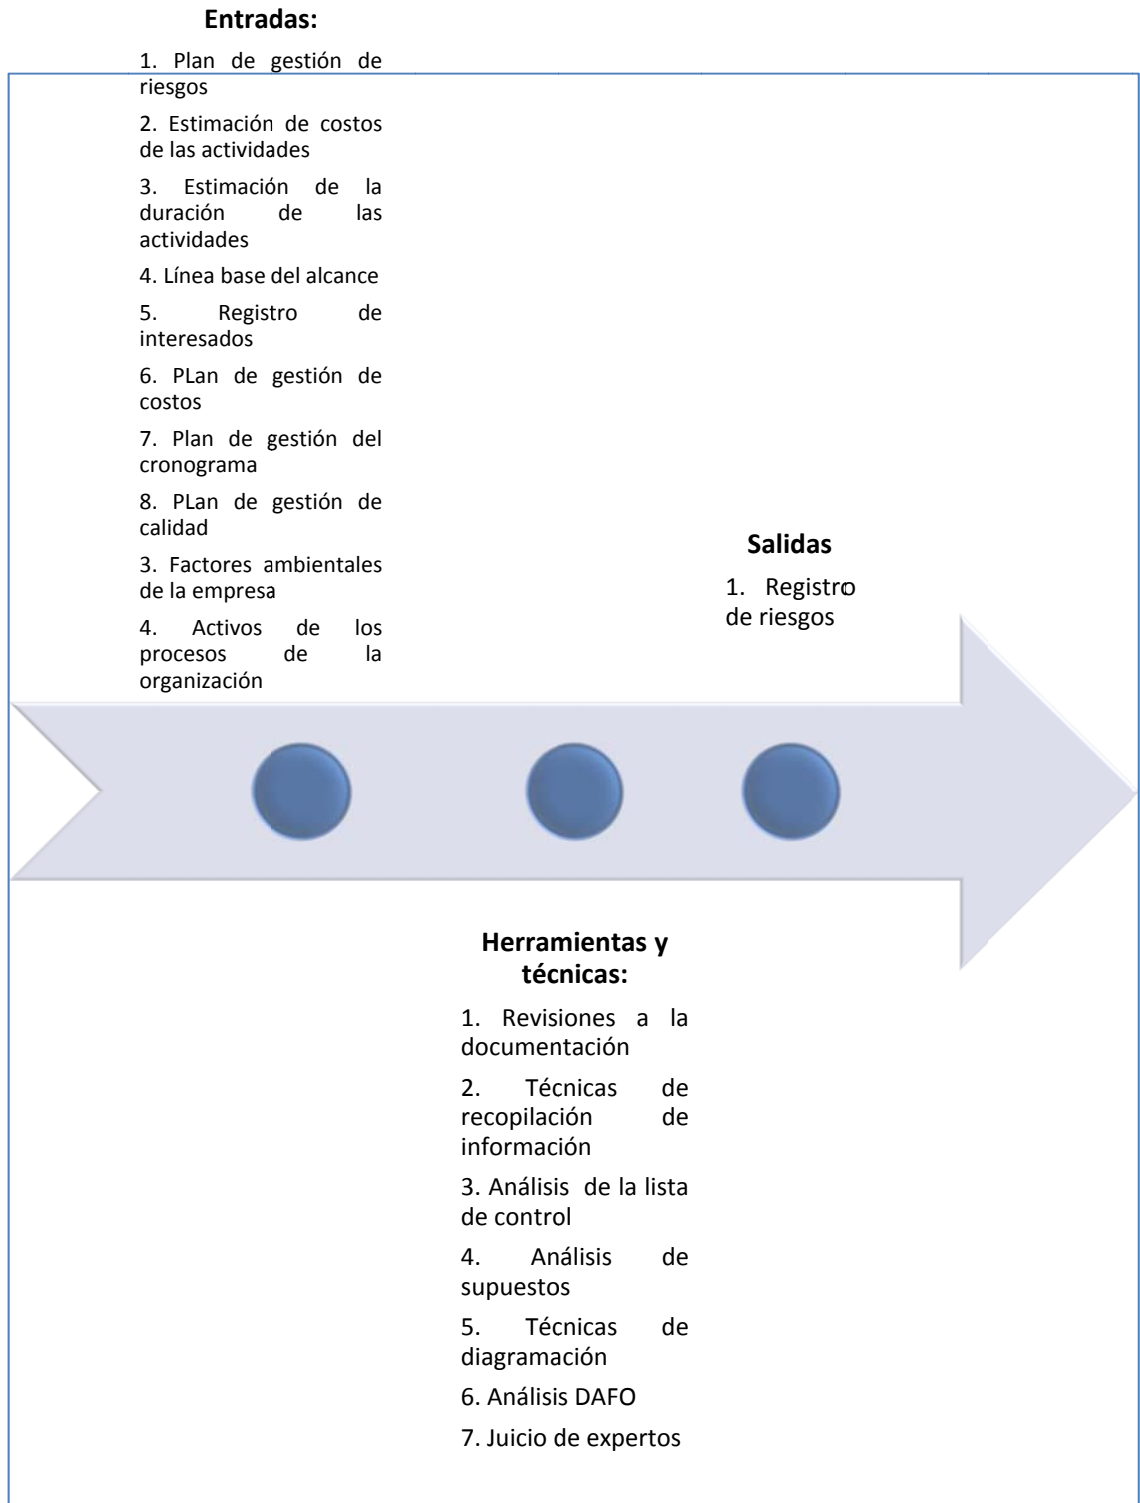 Entradas:
1. Plan de gestión de
riesgos
2. Estimación de costos
de las actividades
3. Estimación de la
duración de las
actividades
4. Línea base del alcance
5. Registro de
interesados
6. PLan de gestión de
costos
7. Plan de gestión del
cronograma
8. PLan de gestión de
calidad
3. Factores ambientales
de la empresa
4. Activos de los
procesos de la
organización
Salidas
1. Registro
de riesgos
Herramientas y
técnicas:
1. Revisiones a la
documentación
2. Técnicas de
recopilación de
información
3. Análisis de la lista
de control
4. Análisis de
supuestos
5. Técnicas de
diagramación
6. Análisis DAFO
7. Juicio de expertos